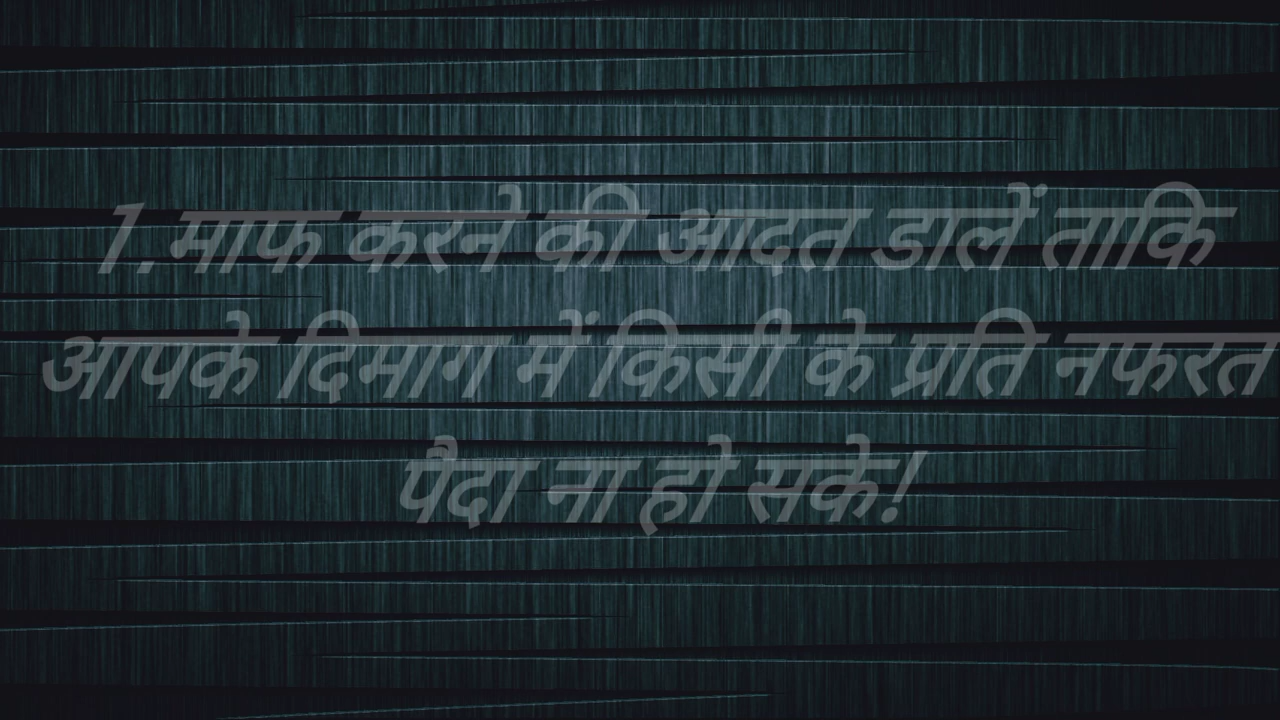 1.माफ करने की आदत डालें ताकि
आपके दिमाग में किसी के प्रति नफरत
पैदा ना हो सके!